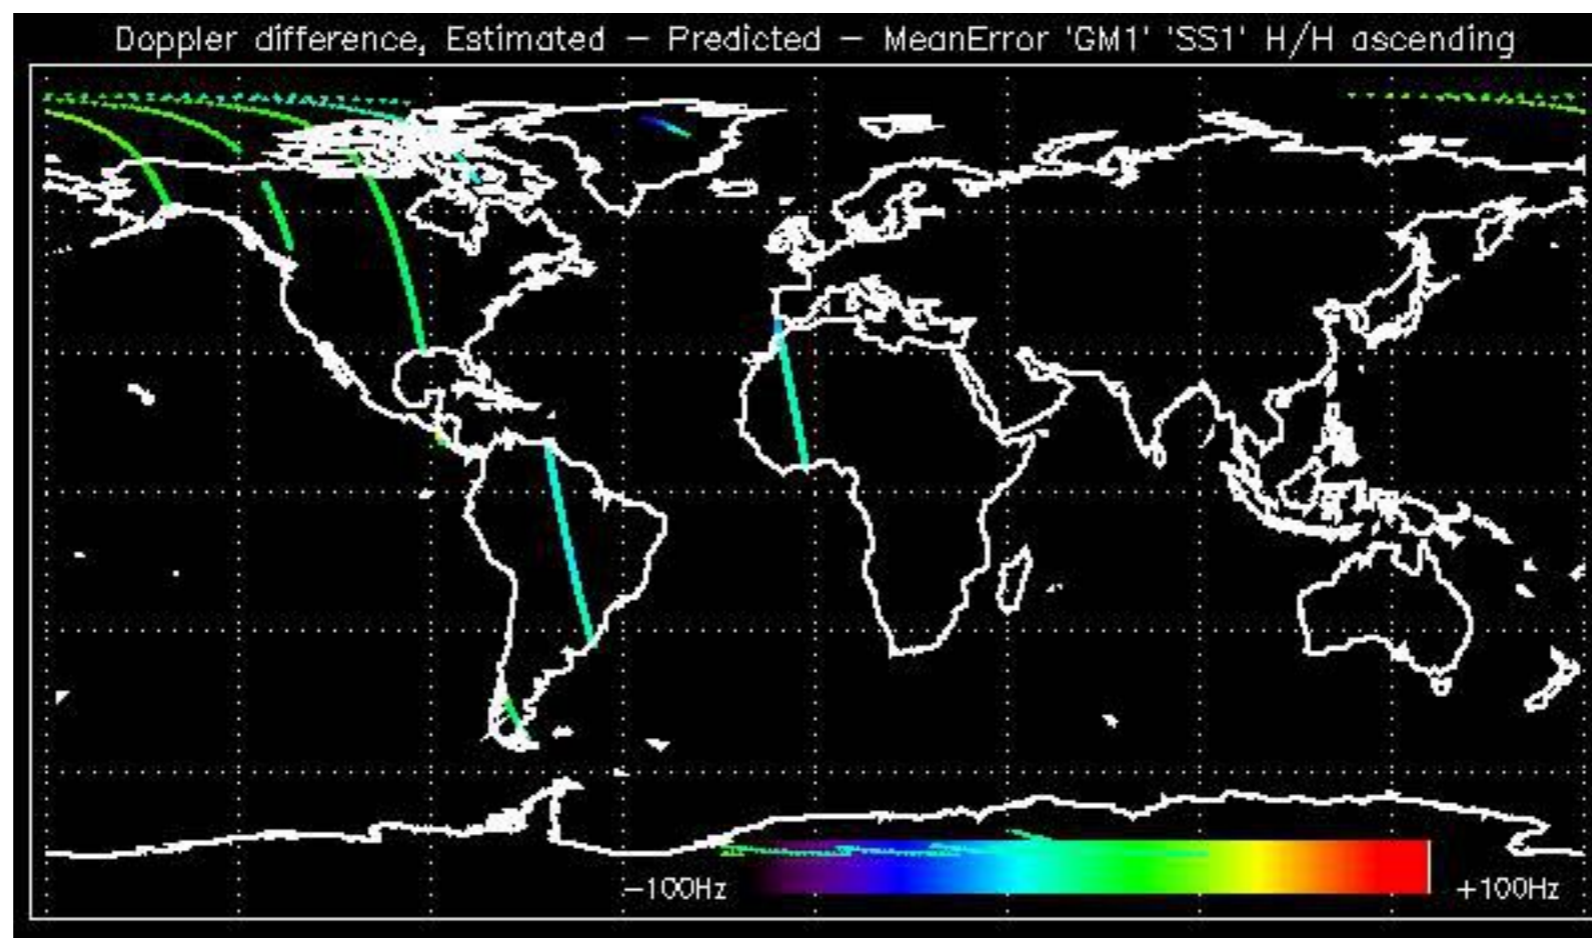 Doppler difference, Estimated − Predicted − MeanError 'GM1' 'SS1' H/H ascending
−100Hz +100Hz